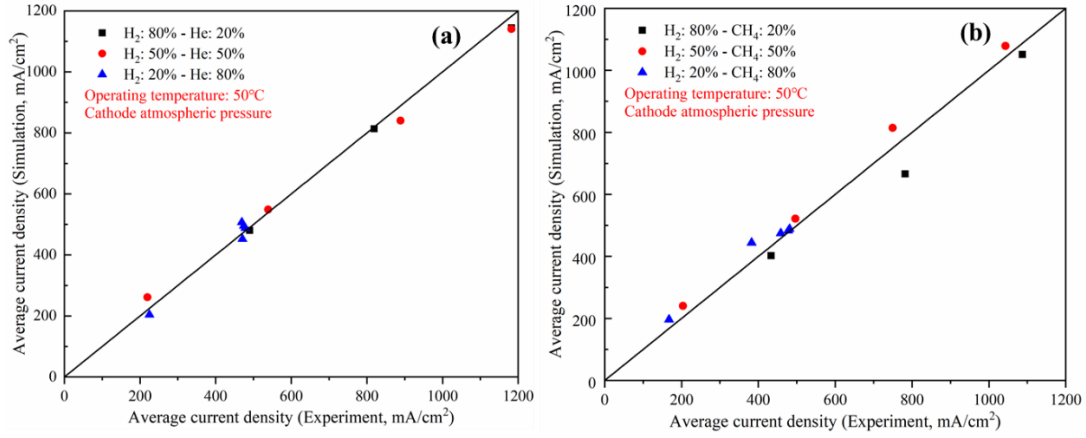 (a)
H₂: 80% - He: 20%
H₂: 50% - He: 50%
H₂: 20% - He: 80%
Operating temperature: 50℃
Cathode atmospheric pressure
Average current density (Simulation, mA/cm²)
1200
1000
800
600
400
200
0
0 200 400 600 800 1000 1200
Average current density (Experiment, mA/cm²)
(b)
H₂: 80% - CH₄: 20%
H₂: 50% - CH₄: 50%
H₂: 20% - CH₄: 80%
Operating temperature: 50℃
Cathode atmospheric pressure
Average current density (Simulation, mA/cm²)
1200
1000
800
600
400
200
0
0 200 400 600 800 1000 1200
Average current density (Experiment, mA/cm²)